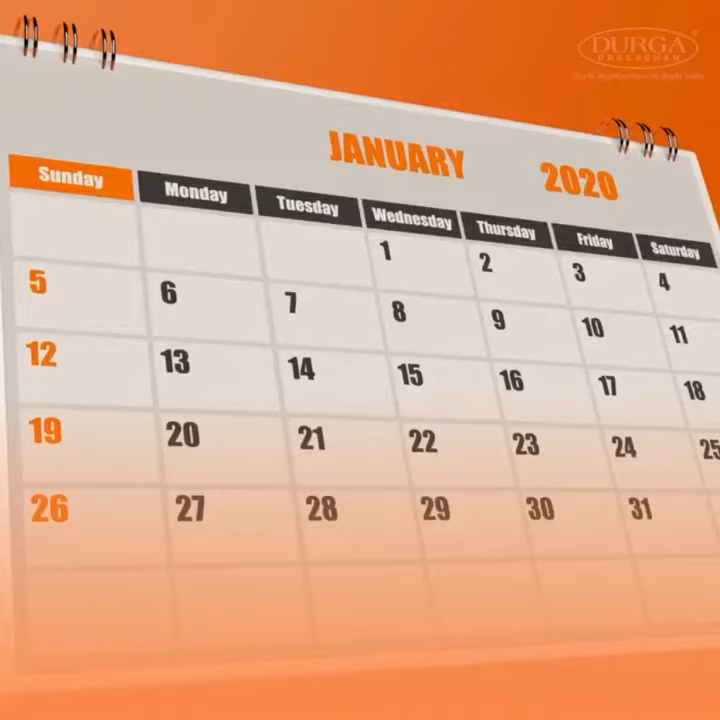 DURGA
PRAKASHAN
JANUARY 2020
Sunday Monday Tuesday Wednesday Thursday Friday Saturday
1 2 3 4
5 6 7 8 9 10 11
12 13 14 15 16 17 18
19 20 21 22 23 24 25
26 27 28 29 30 31